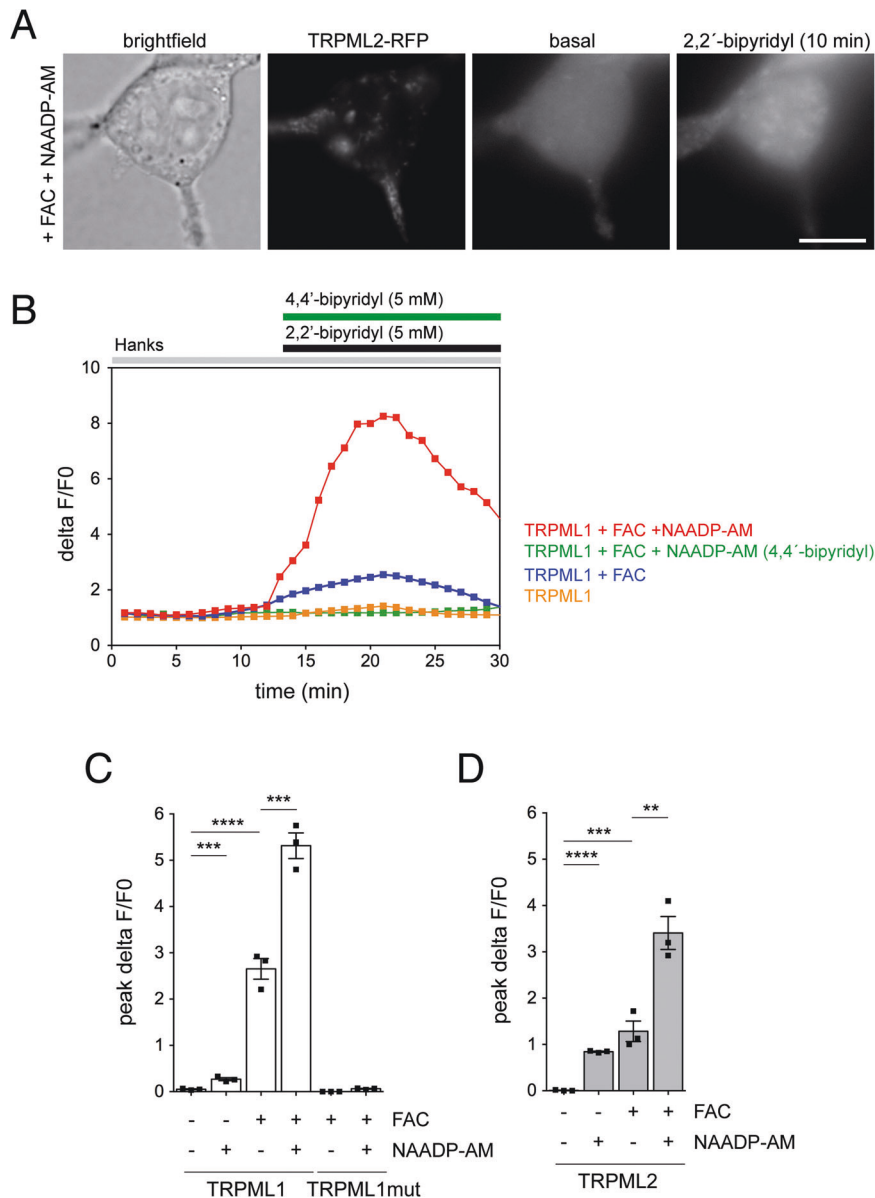 A
brightfield TRPML2-RFP basal 2,2´-bipyridyl (10 min)
+ FAC + NAADP-AM
B
4,4'-bipyridyl (5 mM)
2,2'-bipyridyl (5 mM)
Hanks
10
8
6
4
2
0
delta F/F0
0 5 10 15 20 25 30
time (min)
TRPML1 + FAC +NAADP-AM
TRPML1 + FAC + NAADP-AM (4,4´-bipyridyl)
TRPML1 + FAC
TRPML1
C
peak delta F/F0
6
5
4
3
2
1
0
***
****
***
- - + + + + FAC
- + - + - + NAADP-AM
TRPML1 TRPML1mut
D
peak delta F/F0
6
5
4
3
2
1
0
**
***
****
- - + + FAC
- + - + NAADP-AM
TRPML2